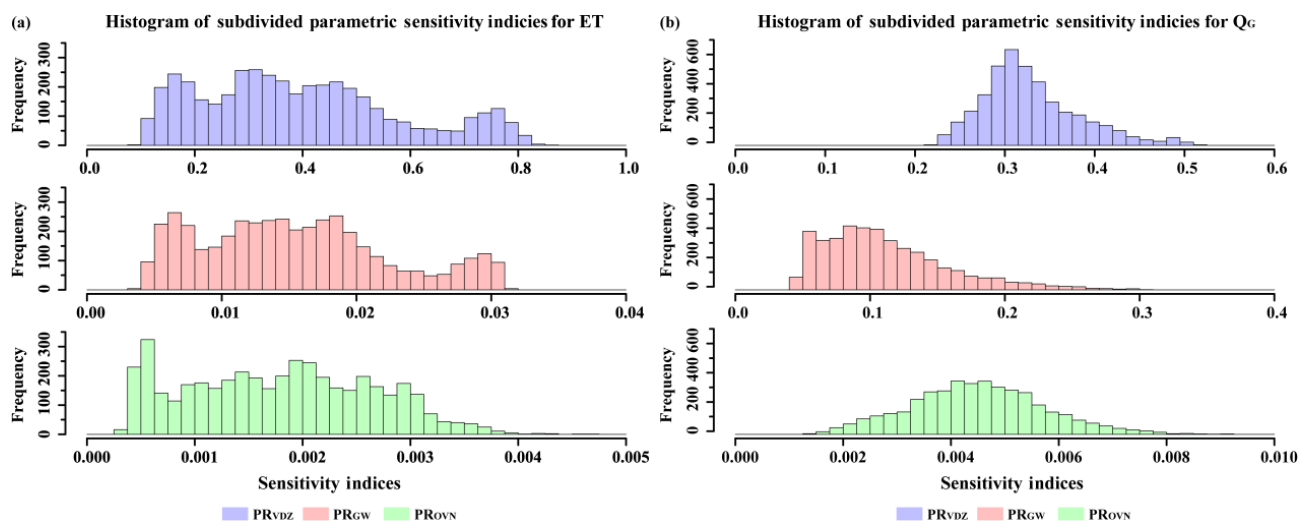 (a) Histogram of subdivided parametric sensitivity indicies for ET
Frequency
0 100 200 300
0.0 0.2 0.4 0.6 0.8 1.0
Frequency
0 100 200 300
0.00 0.01 0.02 0.03 0.04
Frequency
0 100 200 300
0.000 0.001 0.002 0.003 0.004 0.005
Sensitivity indices
PRVDZ PRGW PROVN
(b) Histogram of subdivided parametric sensitivity indicies for QG
Frequency
0 200 400 600
0.0 0.1 0.2 0.3 0.4 0.5 0.6
Frequency
0 200 400 600
0.0 0.1 0.2 0.3 0.4
Frequency
0 200 400 600
0.000 0.002 0.004 0.006 0.008 0.010
Sensitivity indices
PRVDZ PRGW PROVN